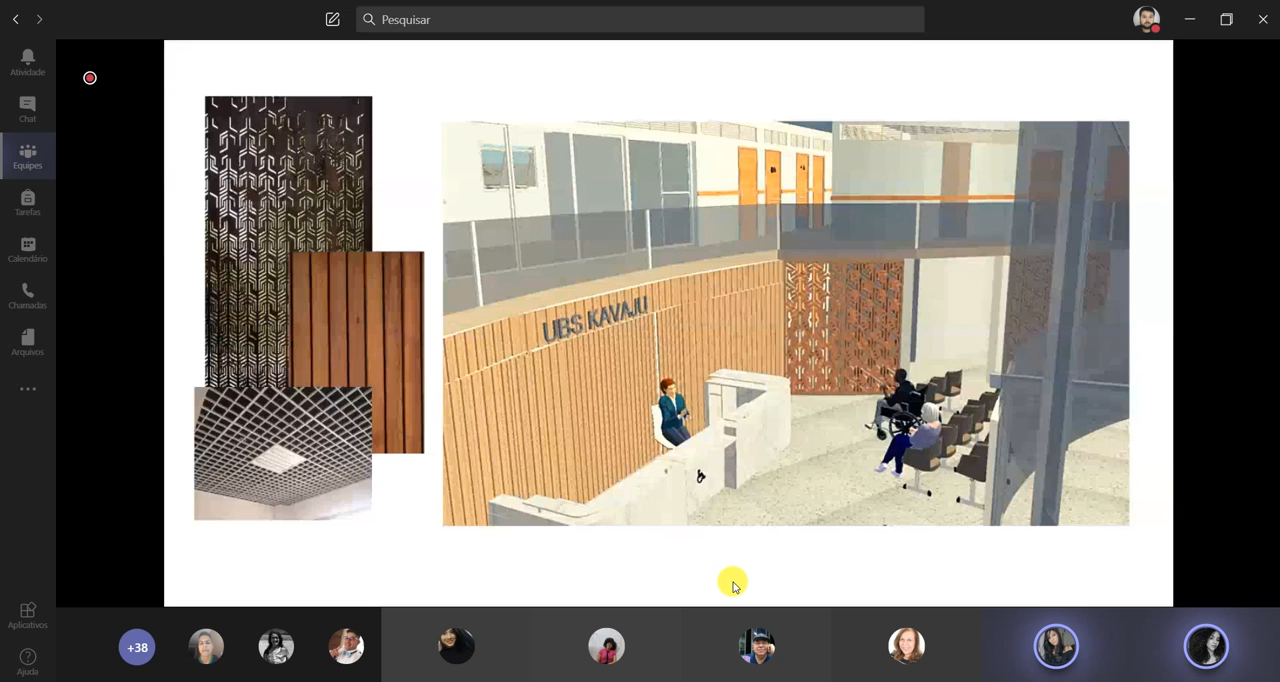 Pesquisar
Atividade
Chat
Equipes
Tarefas
Calendário
Chamadas
Arquivos
UBS KAVAJU
Aplicativos
Ajuda
+38